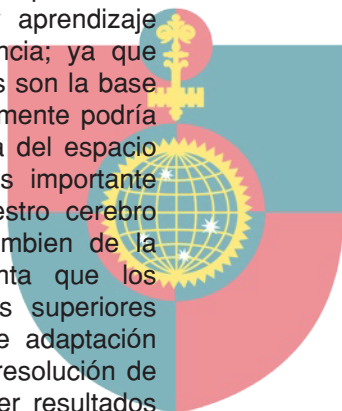 aprendizaje
ncia; ya que
s son la base
mente podría
a del espacio
s importante
estro cerebro
ambien de la
nta que los
s superiores
e adaptación
resolución de
er resultados